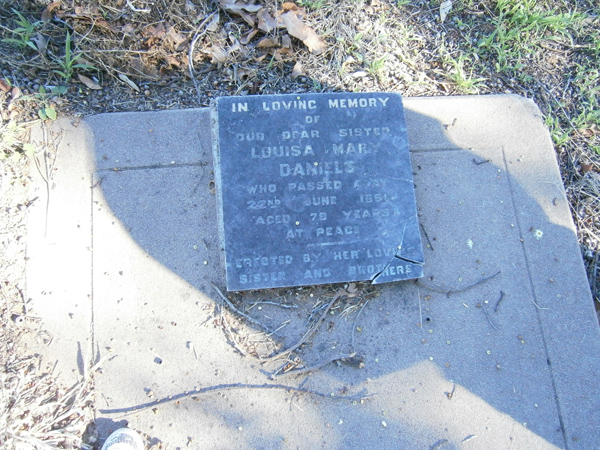 IN LOVING MEMORY
OF
OUR DEAR SISTER
LOUISA MARY
DANIELS
WHO PASSED AWAY
22ND JUNE
AGED 78 YEARS
AT PEACE
ERECTED BY HER LOVING
SISTER AND BROTHERS